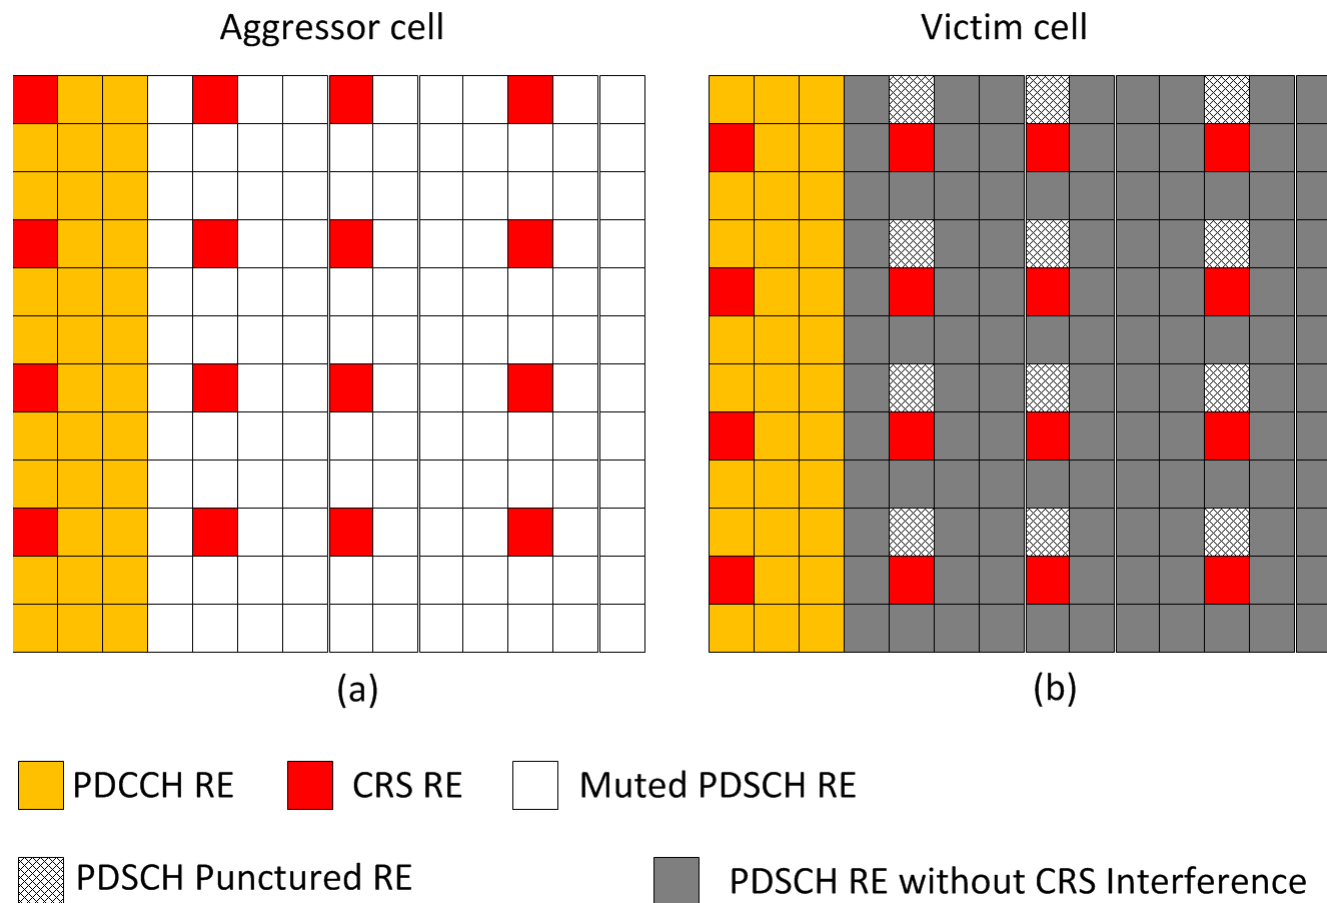 Aggressor cell
Victim cell
(a)
(b)
PDCCH RE
CRS RE
Muted PDSCH RE
PDSCH Punctured RE
PDSCH RE without CRS Interference